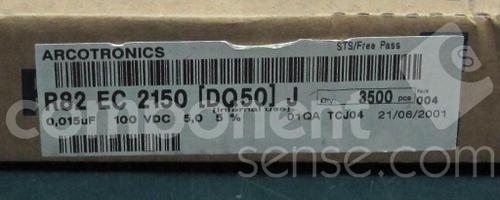 ARCOTRONICS
STS/Free Pass
R82 EC 2150 [DQ50] J
(Internal Use)
Qty 3500 pcs
Pack 004
0,015uF 100 VDC 5,0 5 %
01QA TCJ04 21/06/2001
component
sense.com
S